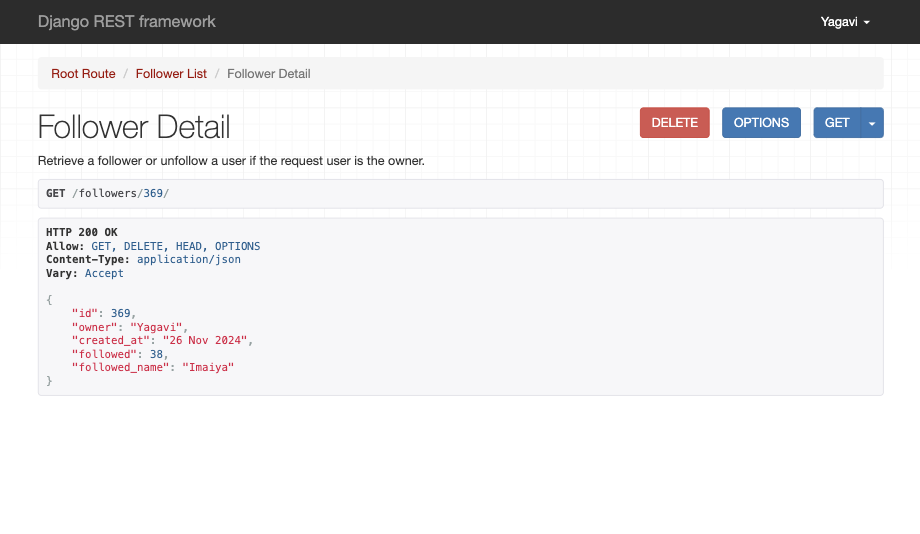 Django REST framework
Yagavi
Root Route / Follower List / Follower Detail
Follower Detail
DELETE
OPTIONS
GET
Retrieve a follower or unfollow a user if the request user is the owner.
GET /followers/369/
HTTP 200 OK
Allow: GET, DELETE, HEAD, OPTIONS
Content-Type: application/json
Vary: Accept
{
    "id": 369,
    "owner": "Yagavi",
    "created_at": "26 Nov 2024",
    "followed": 38,
    "followed_name": "Imaiya"
}